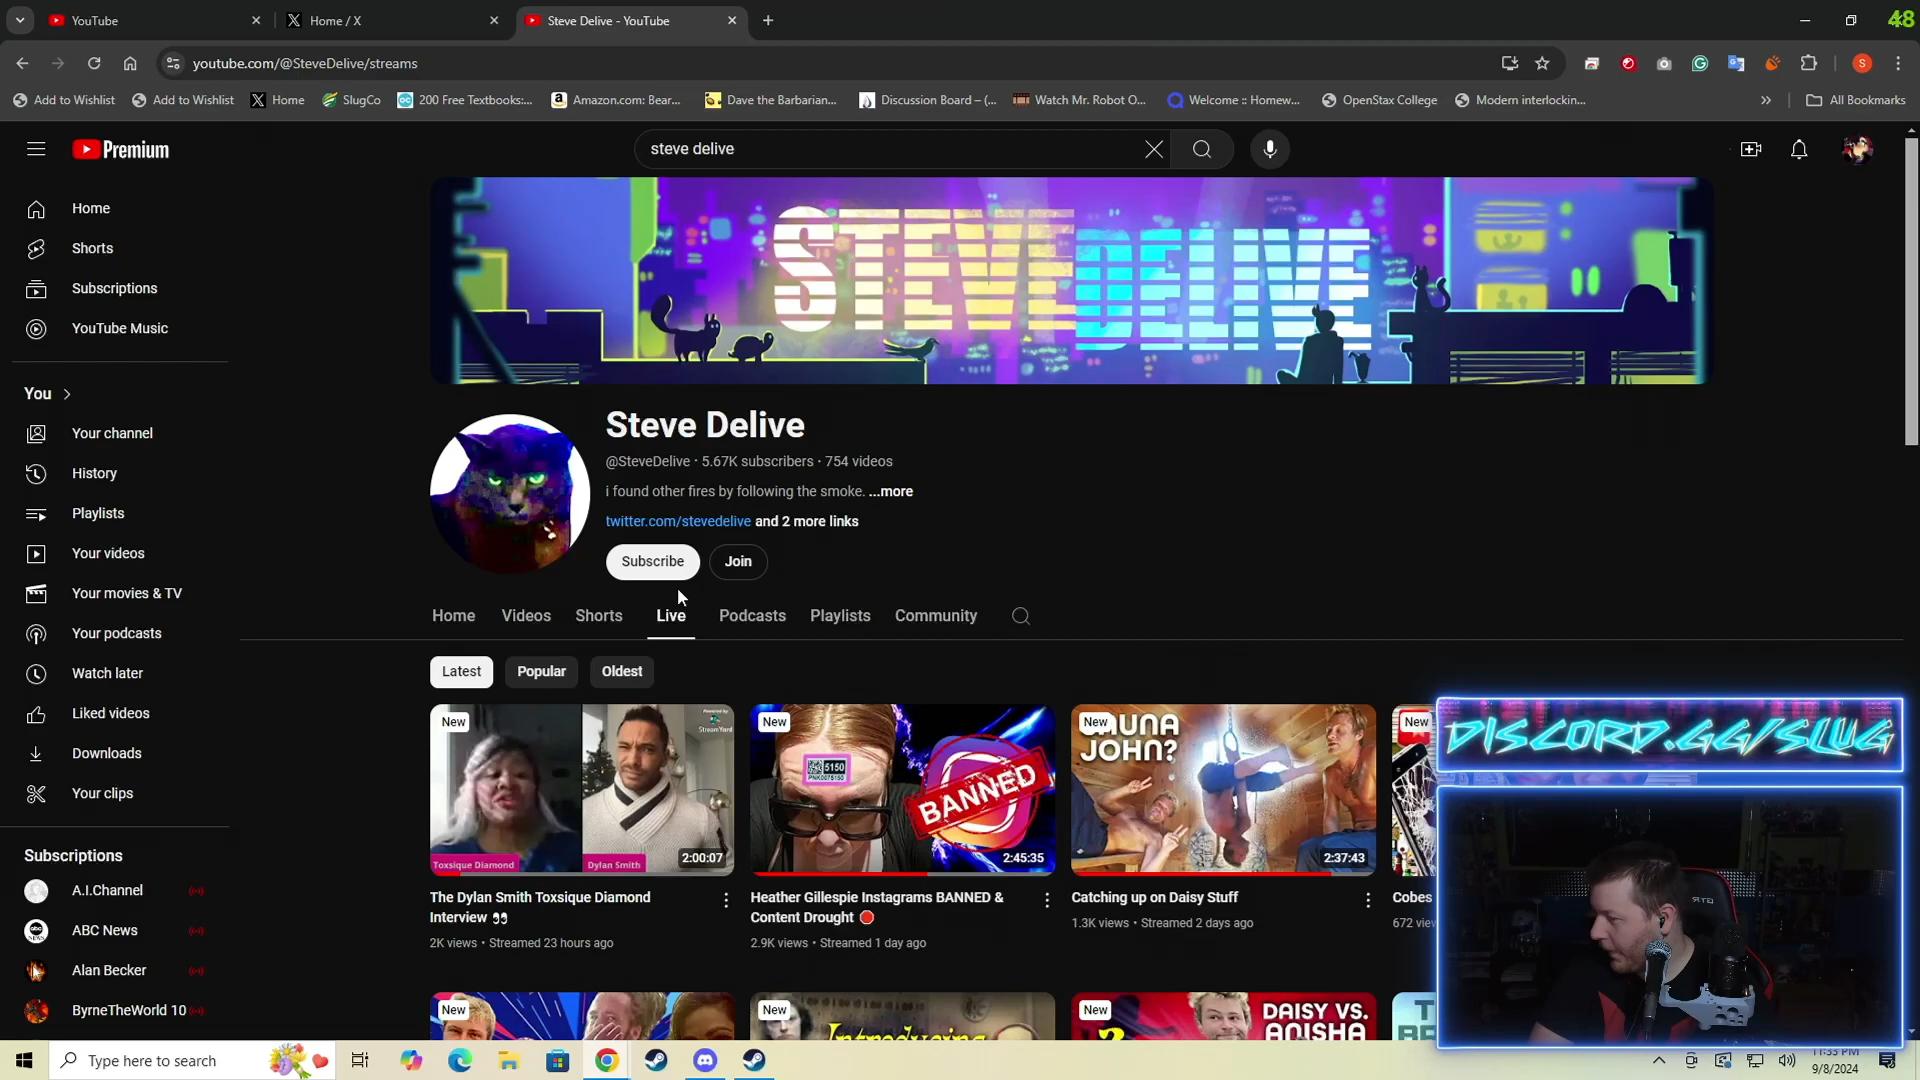 YouTube
Home / X
Steve Delive - YouTube
48
youtube.com/@SteveDelive/streams
S
Add to Wishlist
Add to Wishlist
Home
SlugCo
200 Free Textbooks:...
Amazon.com: Bear...
Dave the Barbarian...
Discussion Board – (...
Watch Mr. Robot O...
Welcome :: Homew...
OpenStax College
Modern interlockin...
All Bookmarks
Premium
steve delive
Home
Shorts
Subscriptions
YouTube Music
You
Your channel
History
Playlists
Your videos
Your movies & TV
Your podcasts
Watch later
Liked videos
Downloads
Your clips
Subscriptions
A.I.Channel
ABC News
Alan Becker
ByrneTheWorld 10
STEVEDELIVE
Steve Delive
@SteveDelive · 5.67K subscribers · 754 videos
i found other fires by following the smoke. ...more
twitter.com/stevedelive and 2 more links
Subscribe
Join
Home
Videos
Shorts
Live
Podcasts
Playlists
Community
Latest
Popular
Oldest
New
Powered by
StreamYard
Toxsique Diamond
Dylan Smith
2:00:07
The Dylan Smith Toxsique Diamond
Interview 👀
2K views · Streamed 23 hours ago
New
5150
BANNED
2:45:35
Heather Gillespie Instagrams BANNED &
Content Drought 🛑
2.9K views · Streamed 1 day ago
New
JOHN?
2:37:43
Catching up on Daisy Stuff
1.3K views · Streamed 2 days ago
New
Cobes
672 view
New
New
Introducing
New
DAISY VS.
ANISHA
DISCORD.GG/SLUG
Type here to search
11:33 PM
9/8/2024